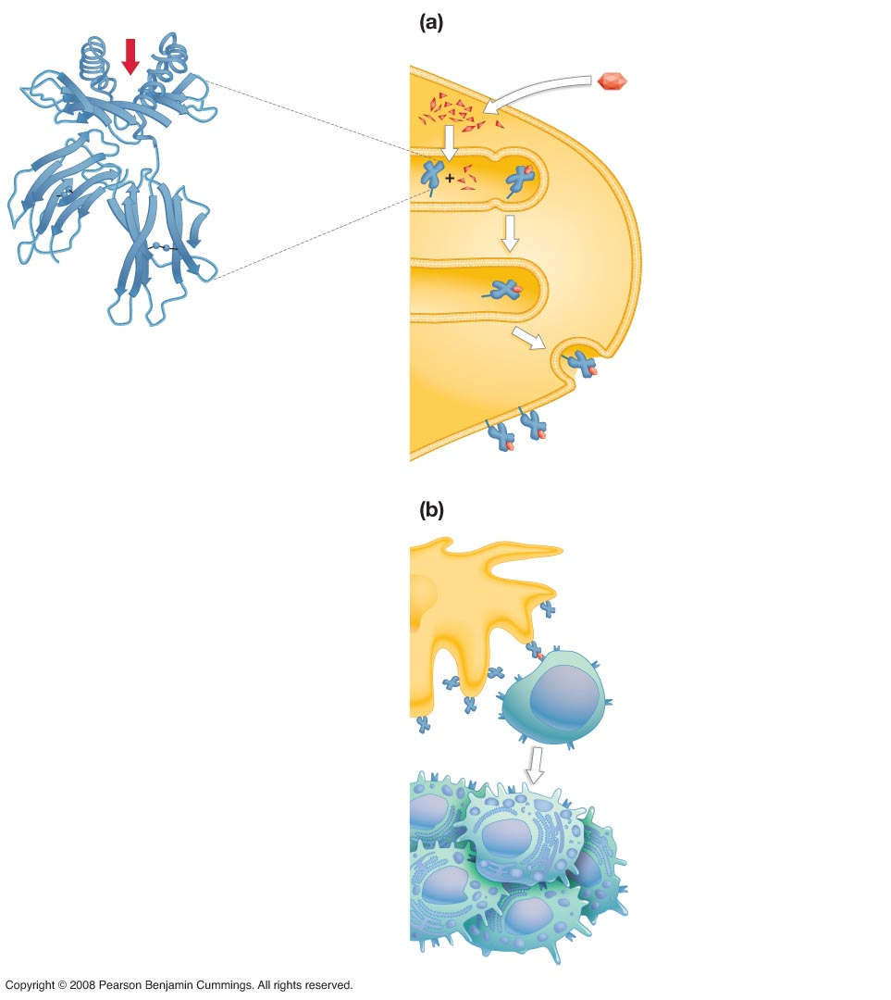 (a)
+
(b)
Copyright © 2008 Pearson Benjamin Cummings. All rights reserved.